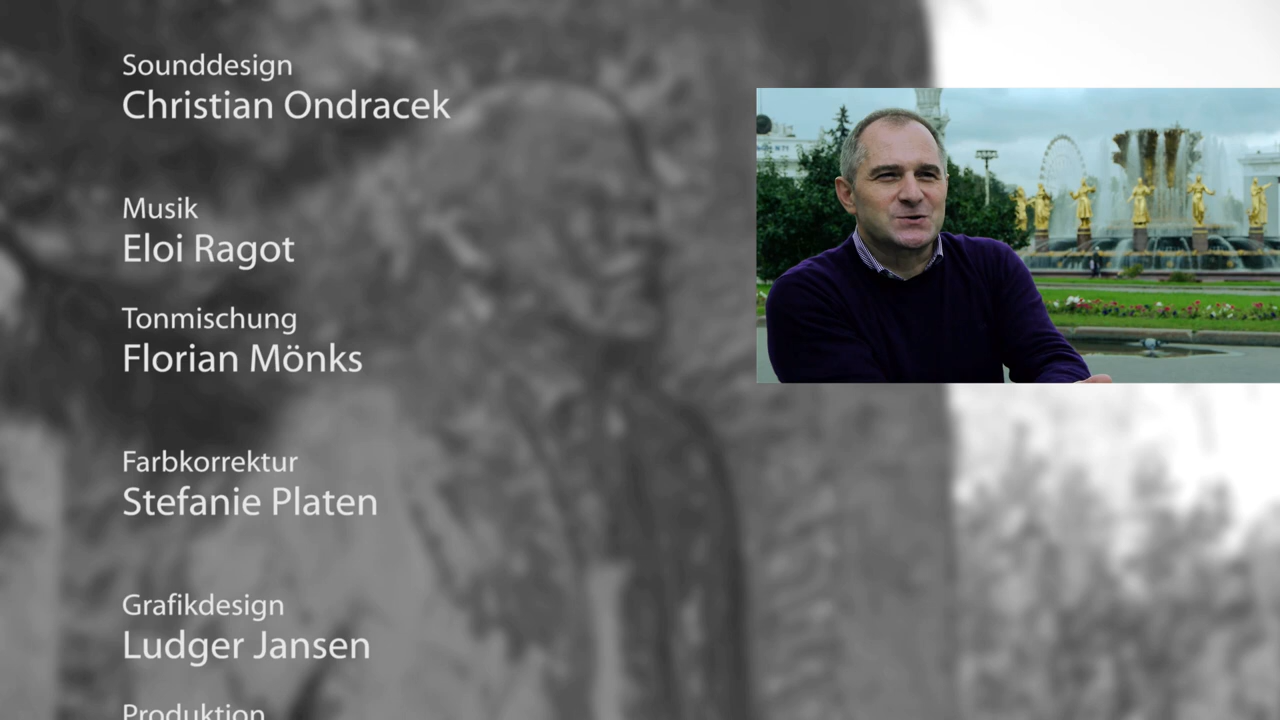 Sounddesign
Christian Ondracek
Musik
Eloi Ragot
Tonmischung
Florian Mönks
Farbkorrektur
Stefanie Platen
Grafikdesign
Ludger Jansen
Produktion